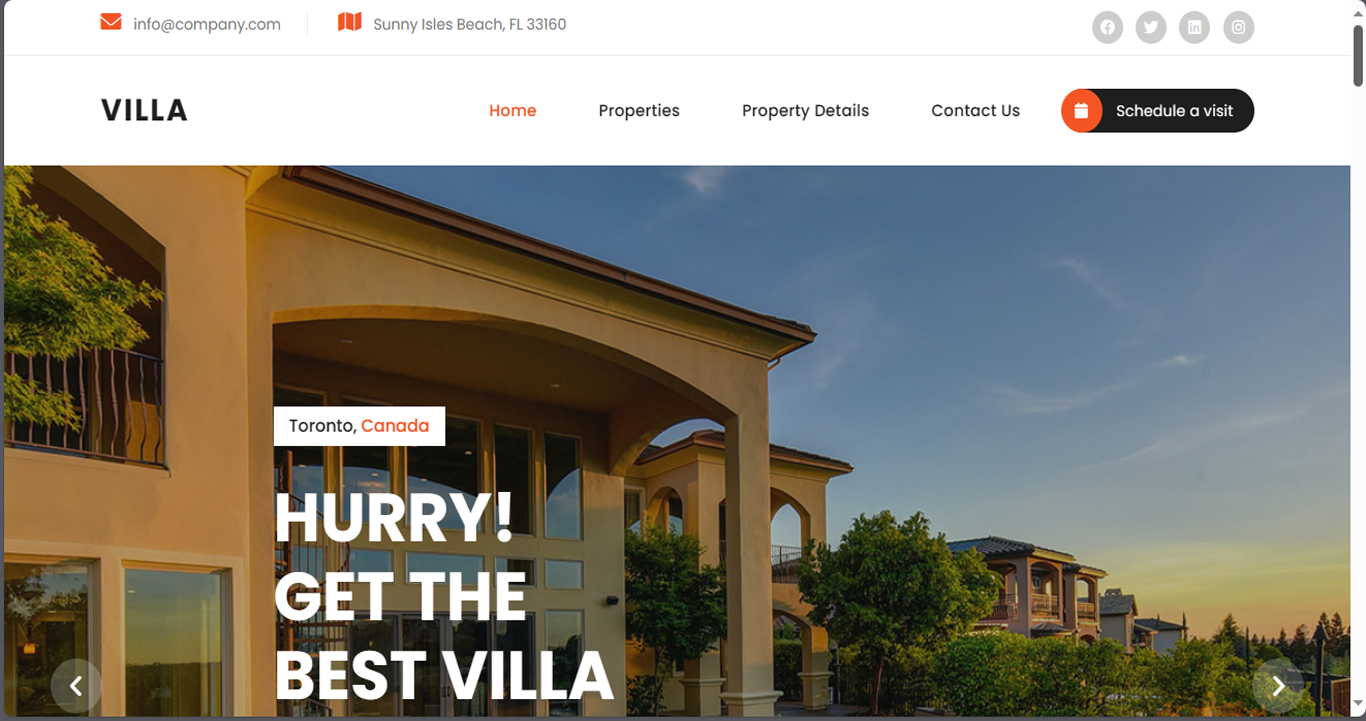 info@company.com Sunny Isles Beach, FL 33160
VILLA Home Properties Property Details Contact Us Schedule a visit
Toronto, Canada
HURRY!
GET THE
BEST VILLA